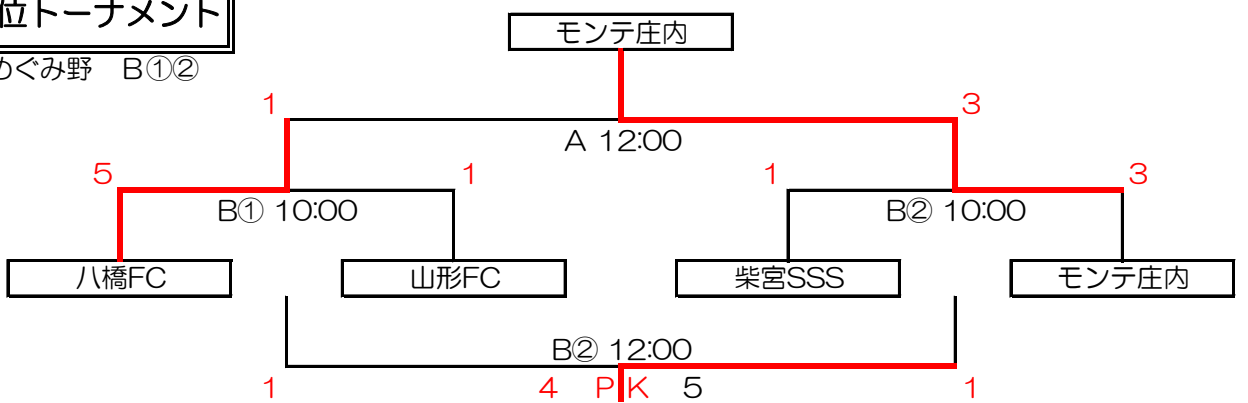 位トーナメント
モンテ庄内
めぐみ野 B①②
1 3
A 12:00
5 1 1 3
B① 10:00 B② 10:00
八橋FC 山形FC 柴宮SSS モンテ庄内
B② 12:00
1 4 PK 5 1